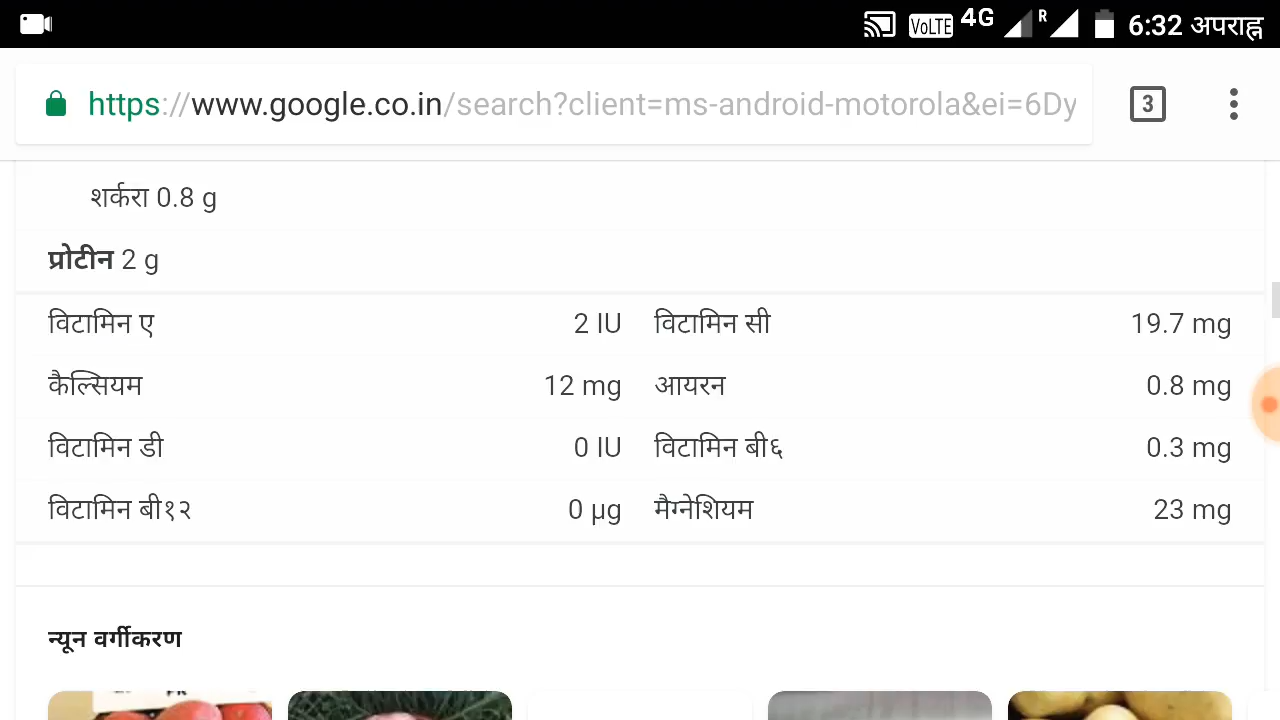 VoLTE 4G R 6:32 अपराह्न
https://www.google.co.in/search?client=ms-android-motorola&ei=6Dy
3
शर्करा 0.8 g
प्रोटीन 2 g
विटामिन ए 2 IU विटामिन सी 19.7 mg
कैल्सियम 12 mg आयरन 0.8 mg
विटामिन डी 0 IU विटामिन बी६ 0.3 mg
विटामिन बी१२ 0 µg मैग्नेशियम 23 mg
न्यून वर्गीकरण